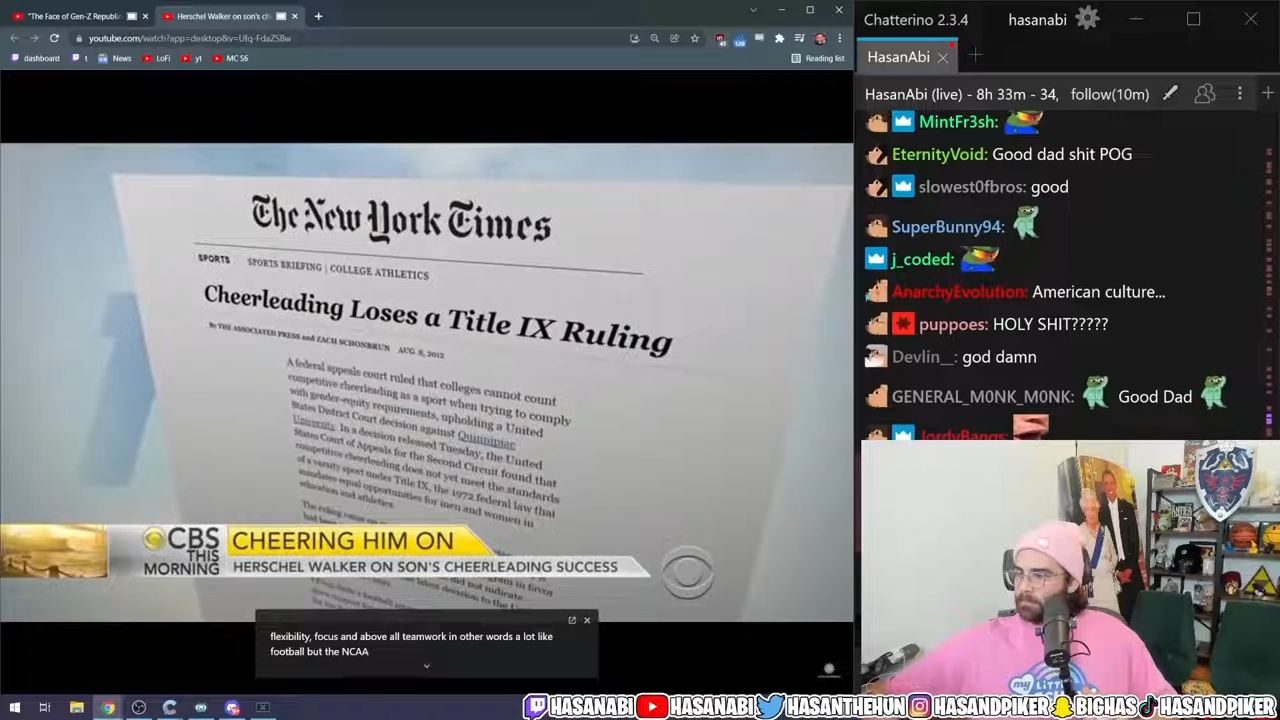 "The Face of Gen-Z Republi
Herschel Walker on son's ch
youtube.com/watch?app=desktop&v=Ufq-FdaZSBw
dashboard
t
News
LoFi
yt
MC S6
Reading list
The New York Times
SPORTS
SPORTS BRIEFING | COLLEGE ATHLETICS
Cheerleading Loses a Title IX Ruling
By THE ASSOCIATED PRESS and ZACH SCHONBRUN AUG. 8, 2012
A federal appeals court ruled that colleges cannot count
competitive cheerleading as a sport when trying to comply
with gender-equity requirements, upholding a United
States District Court decision against Quinnipiac
University. In a decision released Tuesday, the United
States Court of Appeals for the Second Circuit found that
competitive cheerleading does not yet meet the standards
of a varsity sport under Title IX, the 1972 federal law that
mandates equal opportunities for men and women in
education and athletics.
CBS
THIS
MORNING
CHEERING HIM ON
HERSCHEL WALKER ON SON'S CHEERLEADING SUCCESS
flexibility, focus and above all teamwork in other words a lot like
football but the NCAA
Chatterino 2.3.4
hasanabi
HasanAbi
HasanAbi (live) - 8h 33m - 34, follow(10m)
MintFr3sh:
EternityVoid: Good dad shit POG
slowest0fbros: good
SuperBunny94:
j_coded:
AnarchyEvolution: American culture...
puppoes: HOLY SHIT?????
Devlin__: god damn
GENERAL_M0NK_M0NK: Good Dad
JordyBangs
my Little
HASANABI
HASANABI
HASANTHEHUN
HASANDPIKER
BIGHAS
HASANDPIKER